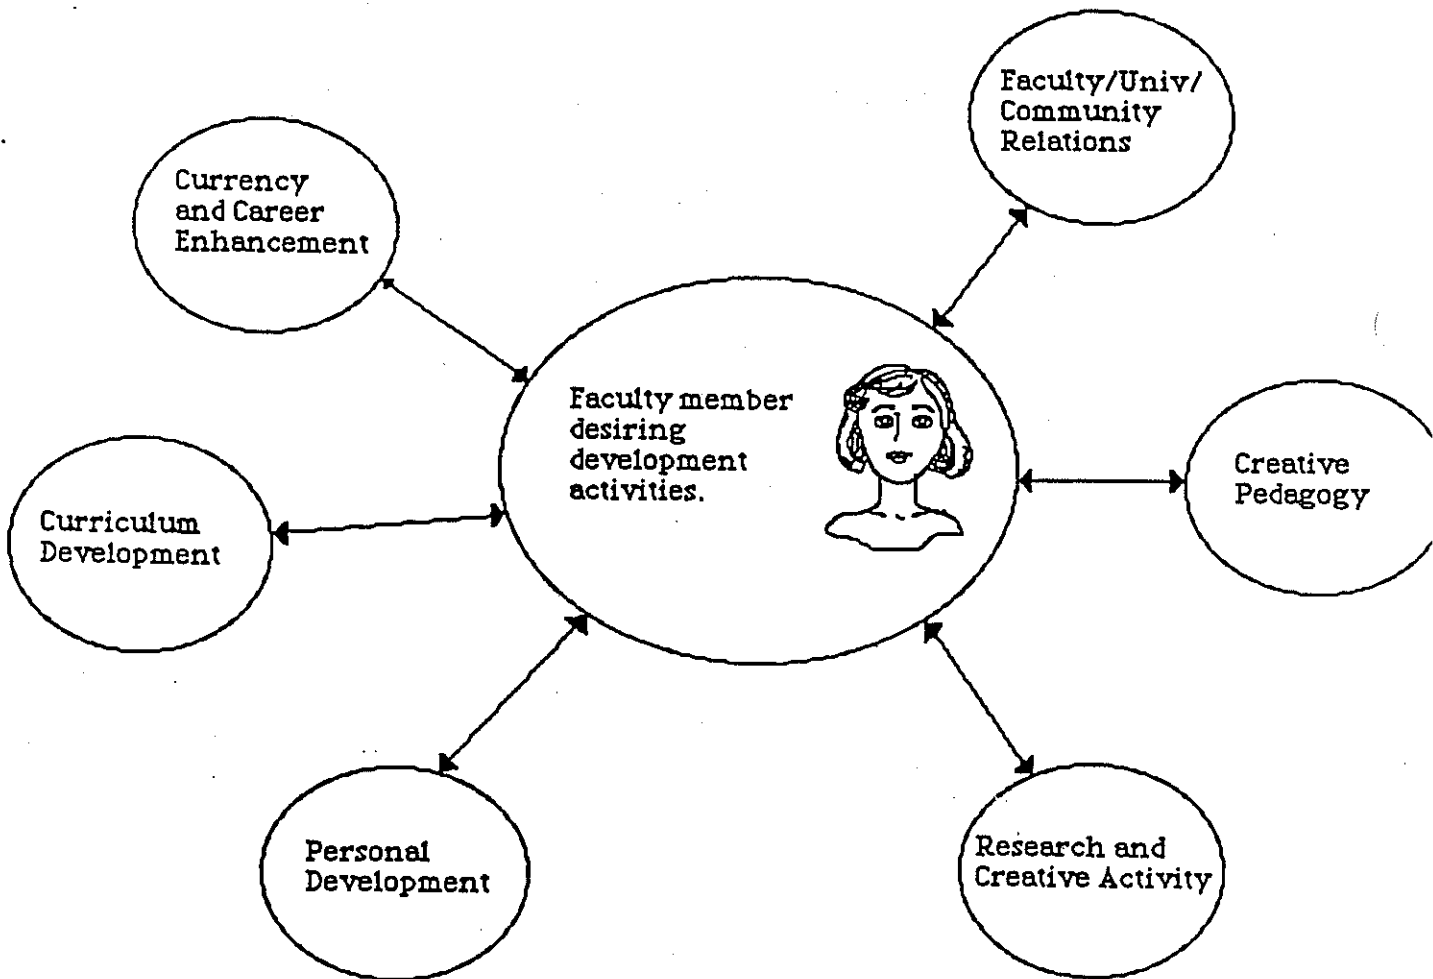 Faculty/Univ/
Community
Relations
Currency
and Career
Enhancement
Faculty member
desiring
development
activities.
Creative
Pedagogy
Curriculum
Development
Personal
Development
Research and
Creative Activity